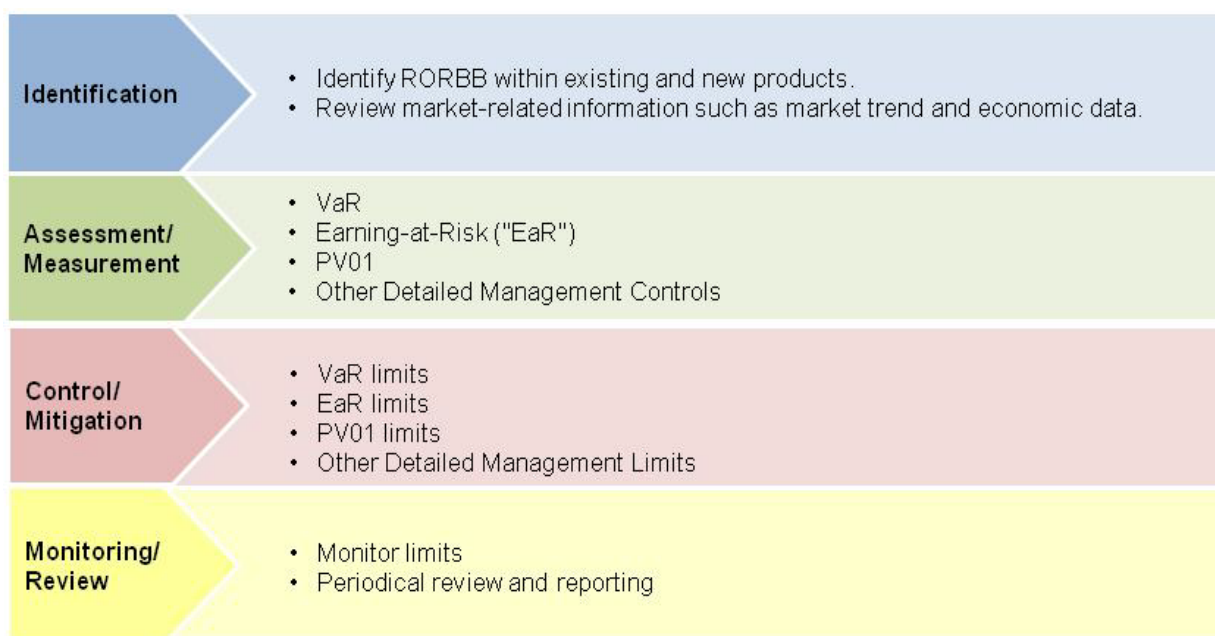 Identification
• Identify RORBB within existing and new products.
• Review market-related information such as market trend and economic data.
Assessment/
Measurement
• VaR
• Earning-at-Risk ("EaR")
• PV01
• Other Detailed Management Controls
Control/
Mitigation
• VaR limits
• EaR limits
• PV01 limits
• Other Detailed Management Limits
Monitoring/
Review
• Monitor limits
• Periodical review and reporting